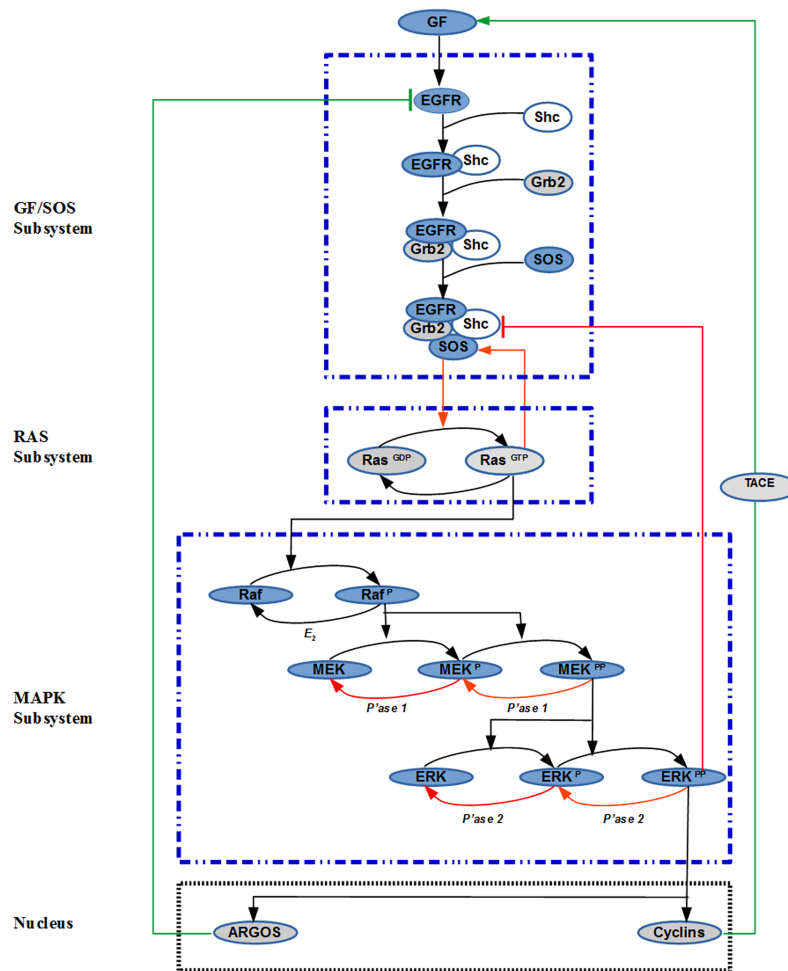 GF
EGFR
Shc
EGFR
Shc
Grb2
GF/SOS
Subsystem
EGFR
Grb2
Shc
SOS
EGFR
Grb2
Shc
SOS
RAS
Subsystem
Ras GDP
Ras GTP
TACE
Raf
Raf P
E2
MEK
MEK P
MEK PP
P'ase 1
P'ase 1
MAPK
Subsystem
ERK
ERK P
ERK PP
P'ase 2
P'ase 2
Nucleus
ARGOS
Cyclins